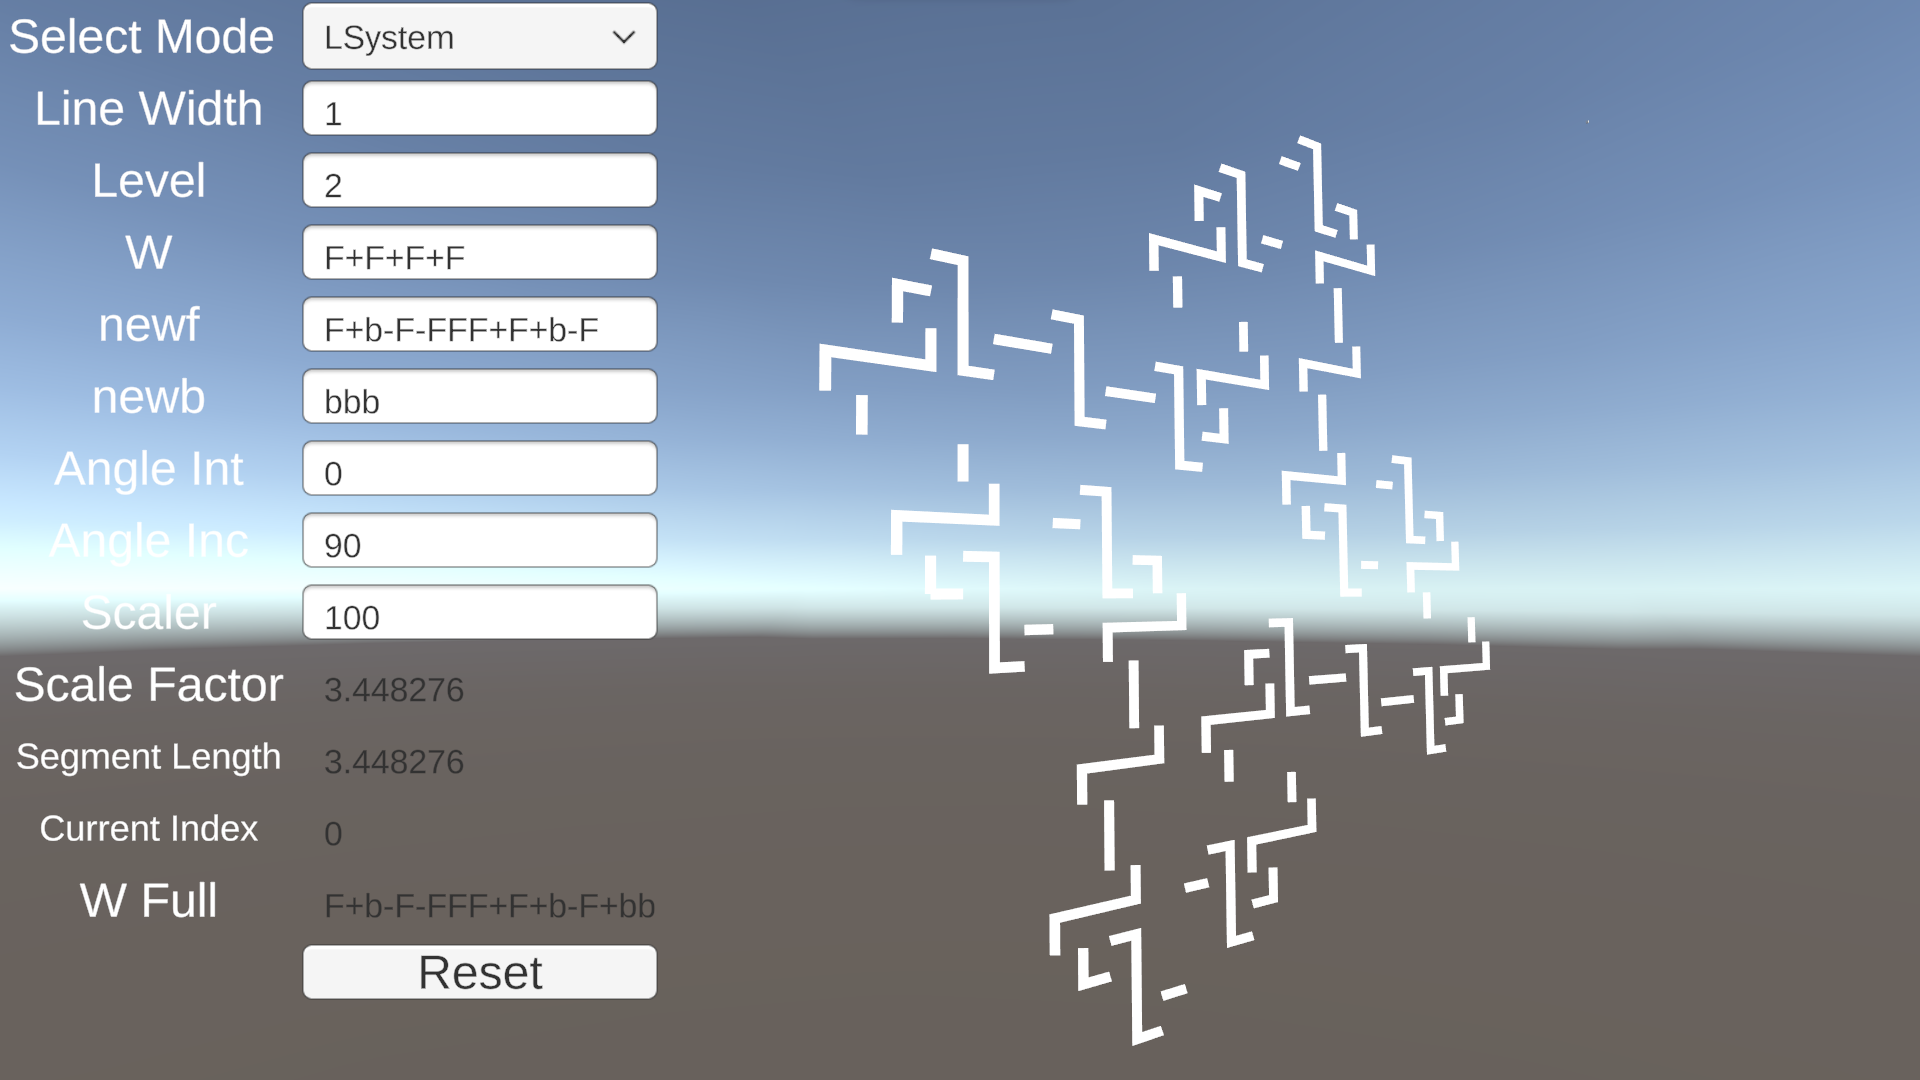 Select Mode LSystem
Line Width 1
Level 2
W F+F+F+F
newf F+b-F-FFF+F+b-F
newb bbb
Angle Int 0
Angle Inc 90
Scaler 100
Scale Factor 3.448276
Segment Length 3.448276
Current Index 0
W Full F+b-F-FFF+F+b-F+bb
Reset